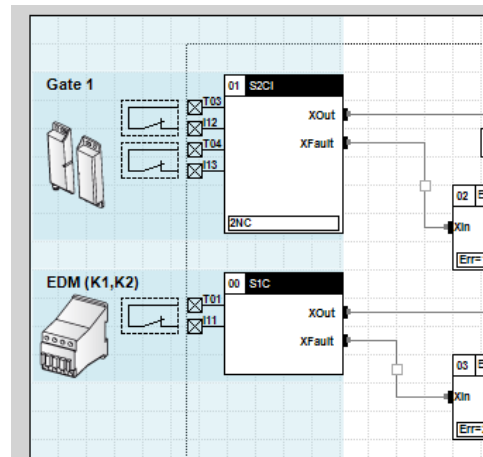 Gate 1
01 S2CI
T03
XOut
I12
T04
XFault
I13
02 E
2NC
XIn
Err=
EDM (K1,K2)
00 S1C
T01
XOut
I11
XFault
03 E
XIn
Err=